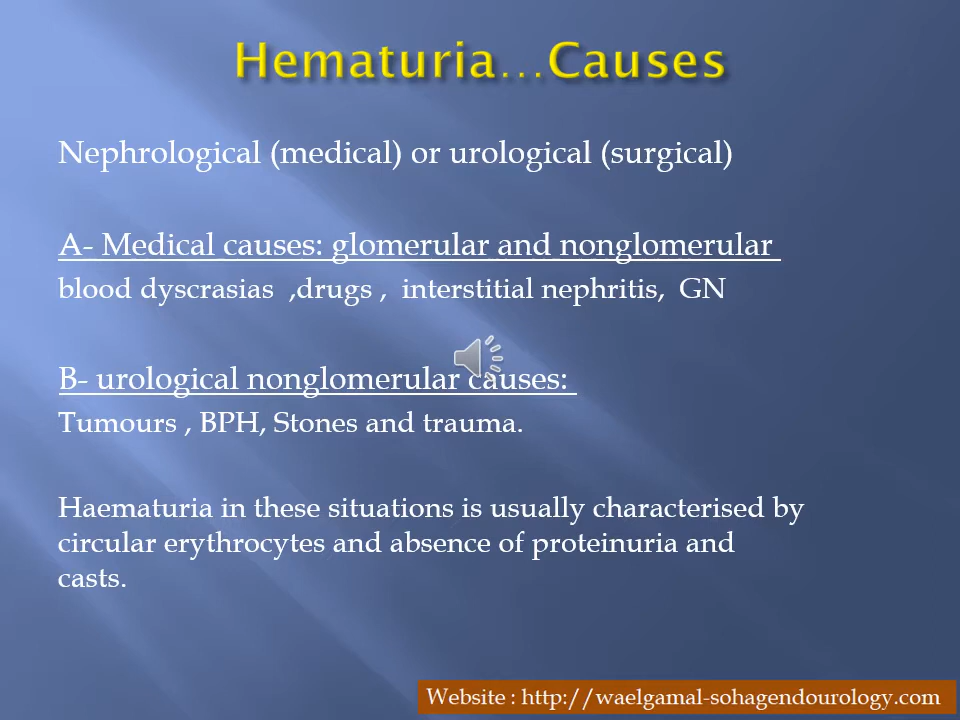 Hematuria...Causes
Nephrological (medical) or urological (surgical)
A- Medical causes: glomerular and nonglomerular
blood dyscrasias ,drugs , interstitial nephritis, GN
B- urological nonglomerular causes:
Tumours , BPH, Stones and trauma.
Haematuria in these situations is usually characterised by
circular erythrocytes and absence of proteinuria and
casts.
Website : http://waelgamal-sohagendourology.com